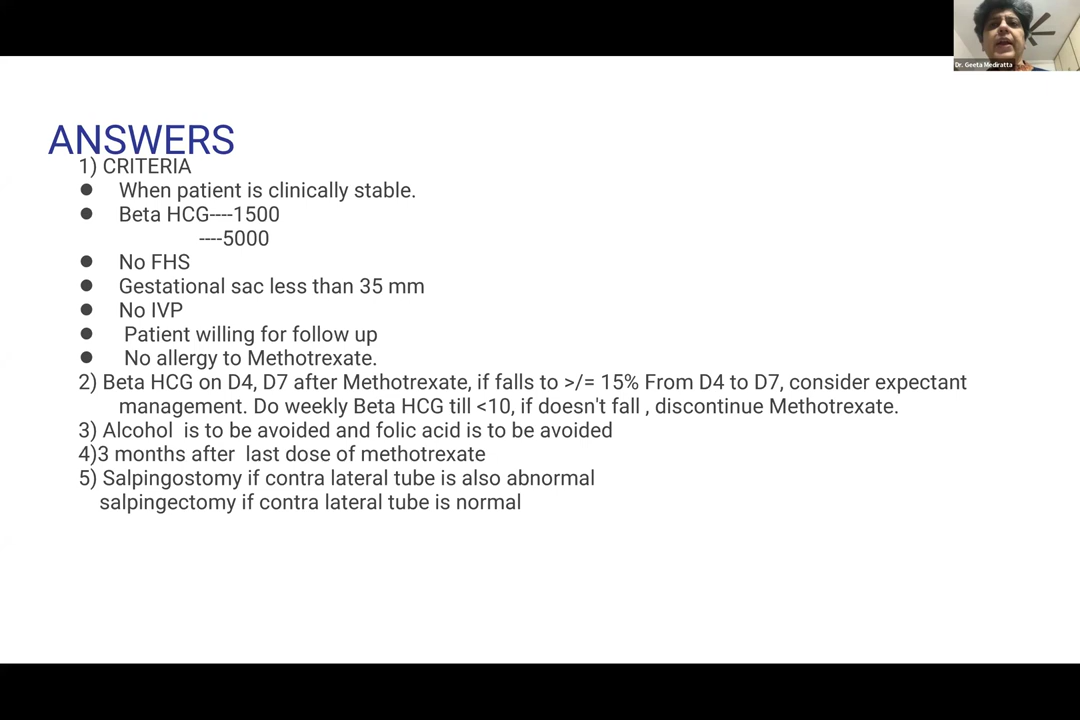 Dr. Geeta Mediratta
ANSWERS
1) CRITERIA
● When patient is clinically stable.
● Beta HCG----1500
----5000
● No FHS
● Gestational sac less than 35 mm
● No IVP
● Patient willing for follow up
● No allergy to Methotrexate.
2) Beta HCG on D4, D7 after Methotrexate, if falls to >/= 15% From D4 to D7, consider expectant
management. Do weekly Beta HCG till <10, if doesn't fall , discontinue Methotrexate.
3) Alcohol is to be avoided and folic acid is to be avoided
4)3 months after last dose of methotrexate
5) Salpingostomy if contra lateral tube is also abnormal
salpingectomy if contra lateral tube is normal